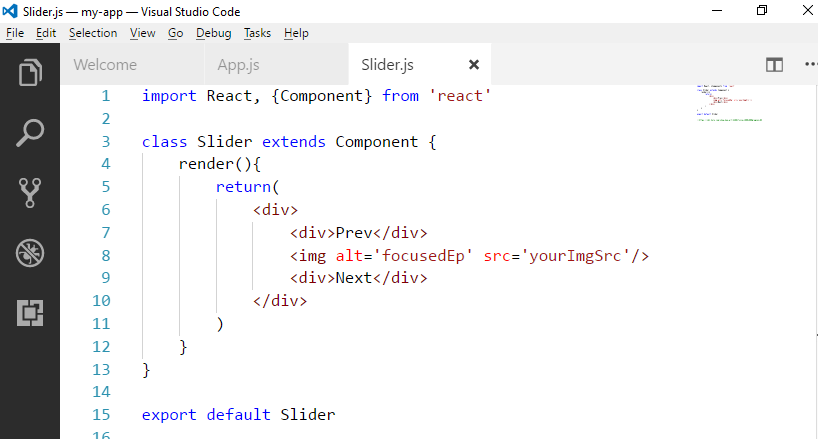 Slider.js — my-app — Visual Studio Code
File Edit Selection View Go Debug Tasks Help
Welcome App.js Slider.js
1 import React, {Component} from 'react'
2
3 class Slider extends Component {
4     render(){
5         return(
6             <div>
7                 <div>Prev</div>
8                 <img alt='focusedEp' src='yourImgSrc'/>
9                 <div>Next</div>
10             </div>
11         )
12     }
13 }
14
15 export default Slider
16